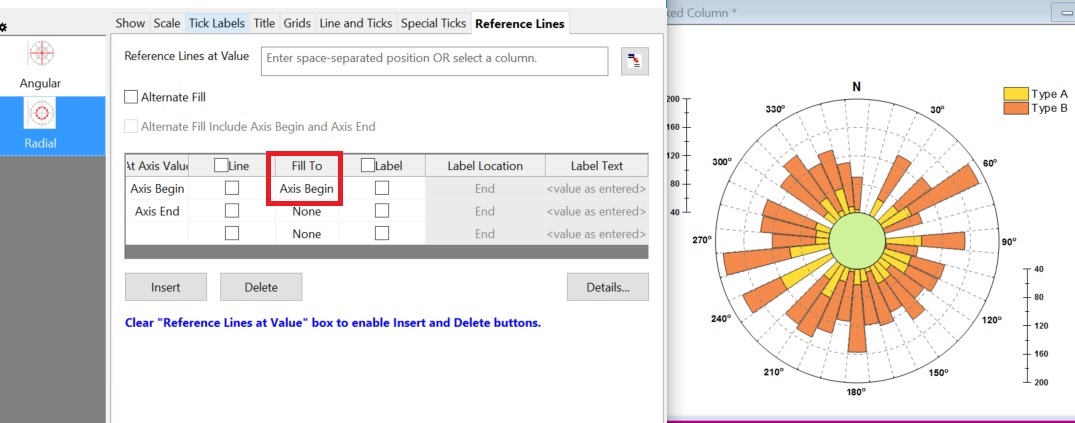 Show Scale Tick Labels Title Grids Line and Ticks Special Ticks Reference Lines
Angular
Radial
Reference Lines at Value
Enter space-separated position OR select a column.
Alternate Fill
Alternate Fill Include Axis Begin and Axis End
At Axis Value Line Fill To Label Label Location Label Text
Axis Begin Axis Begin End <value as entered>
Axis End None End <value as entered>
None End <value as entered>
Insert Delete Details...
Clear "Reference Lines at Value" box to enable Insert and Delete buttons.
Column *
N
Type A
Type B
330°
30°
300°
60°
270°
90°
240°
120°
210°
150°
180°
200
160
120
80
40
40
80
120
160
200